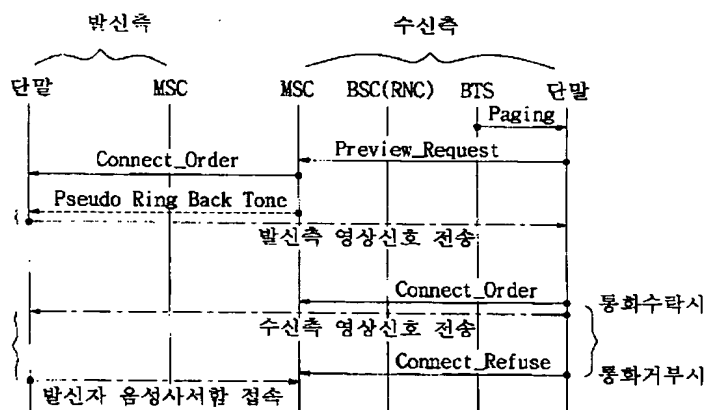 발신측 수신측
단말 MSC MSC BSC(RNC) BTS 단말
Paging
Preview_Request
Connect_Order
Pseudo Ring Back Tone
발신측 영상신호 전송
Connect_Order
통화수락시
수신측 영상신호 전송
Connect_Refuse
통화거부시
발신자 음성사서함 접속